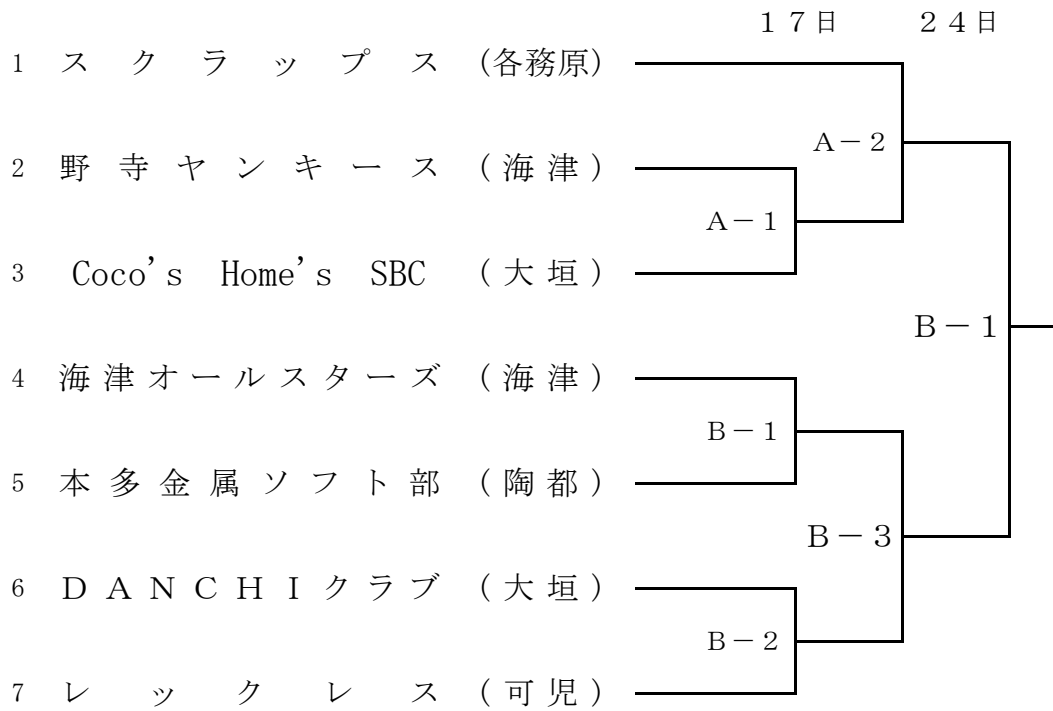 １７日 ２４日
1 スクラップス (各務原)
A－２
2 野寺ヤンキース (海津)
A－１
3 Coco's Home's SBC (大垣)
B－１
4 海津オールスターズ (海津)
B－１
5 本多金属ソフト部 (陶都)
B－３
6 ＤＡＮＣＨＩクラブ (大垣)
B－２
7 レックレス (可児)